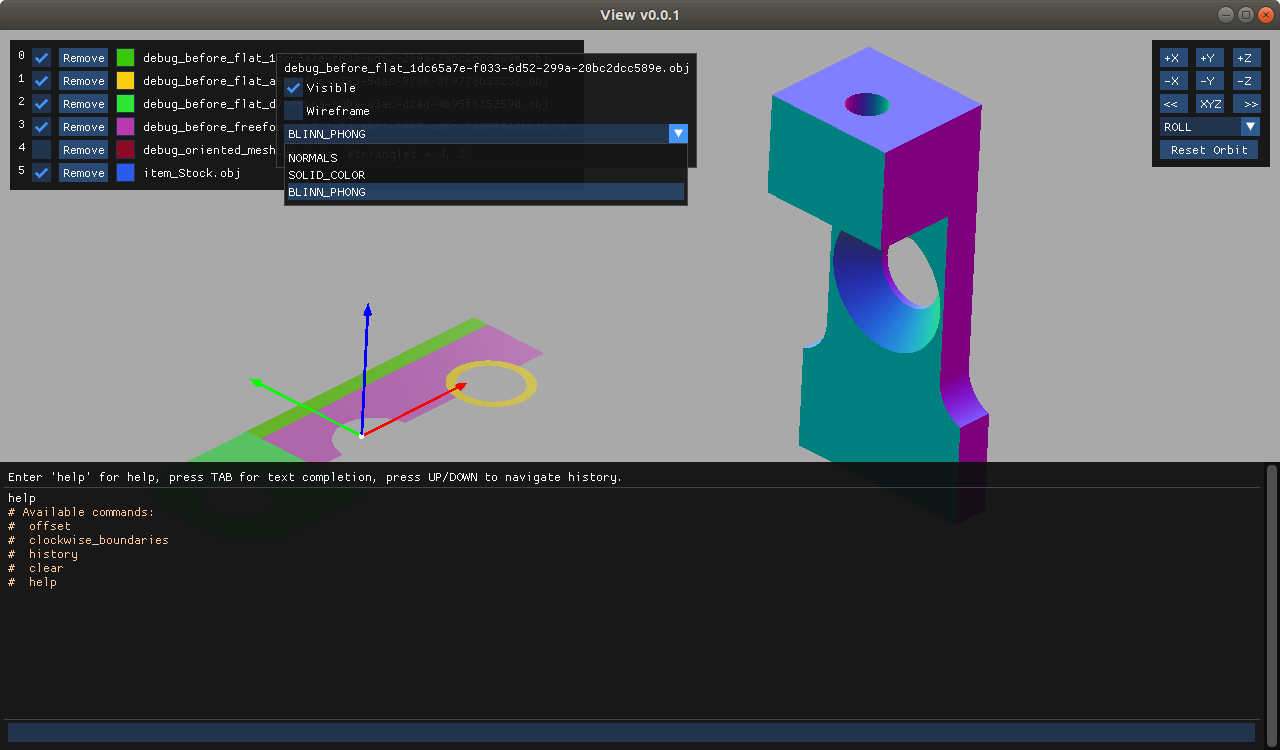 View v0.0.1
0 Remove debug_before_flat_1
1 Remove debug_before_flat_a
2 Remove debug_before_flat_d
3 Remove debug_before_freefo
4 Remove debug_oriented_mesh
5 Remove item_Stock.obj
debug_before_flat_1dc65a7e-f033-6d52-299a-20bc2dcc589e.obj
Visible
Wireframe
BLINN_PHONG
NORMALS
SOLID_COLOR
BLINN_PHONG
#triangles = 4, 2
+X +Y +Z
-X -Y -Z
<< XYZ >>
ROLL
Reset Orbit
Enter 'help' for help, press TAB for text completion, press UP/DOWN to navigate history.
help
# Available commands:
#  offset
#  clockwise_boundaries
#  history
#  clear
#  help